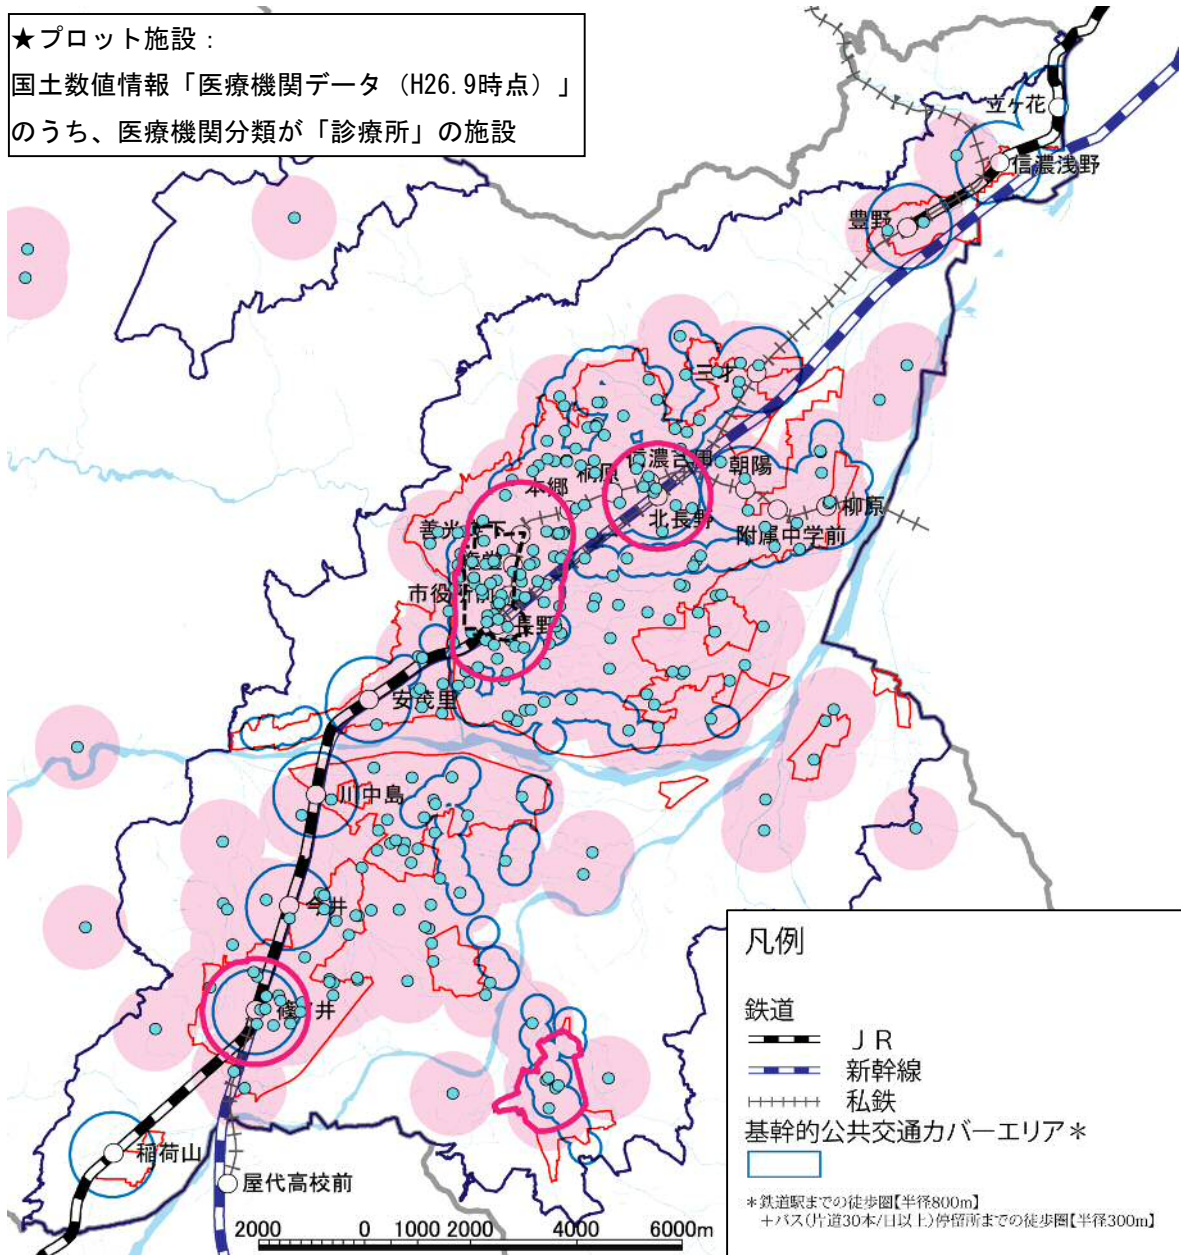 ★プロット施設：
国土数値情報「医療機関データ（H26.9時点）」
のうち、医療機関分類が「診療所」の施設
立ヶ花
信濃浅野
豊野
三才
信濃吉田
朝陽
桐原
本郷
北長野
柳原
附属中学前
善光寺下
市役所前
長野
安茂里
川中島
今井
篠ノ井
稲荷山
屋代高校前
凡例
鉄道
ＪＲ
新幹線
私鉄
基幹的公共交通カバーエリア＊
＊鉄道駅までの徒歩圏【半径800m】
＋バス（片道30本/日以上）停留所までの徒歩圏【半径300m】
2000 0 1000 2000 4000 6000m